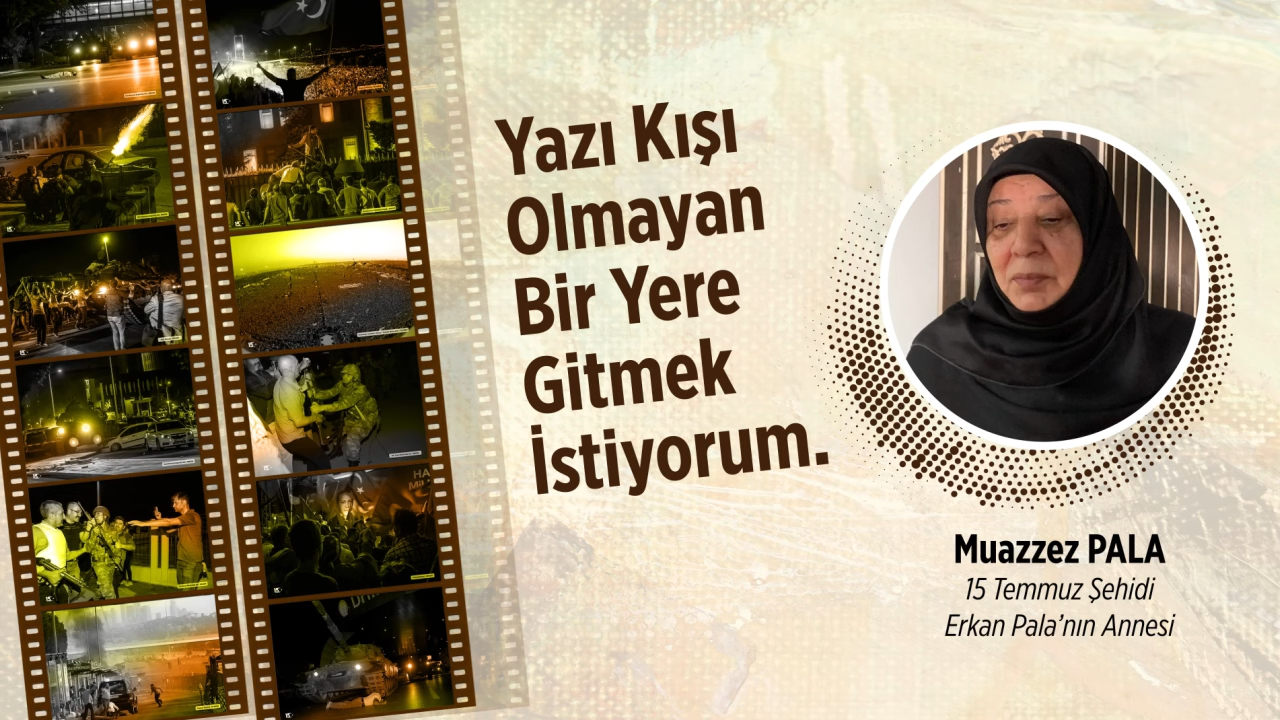 Yazı Kışı
Olmayan
Bir Yere
Gitmek
İstiyorum.
Muazzez PALA
15 Temmuz Şehidi
Erkan Pala’nın Annesi